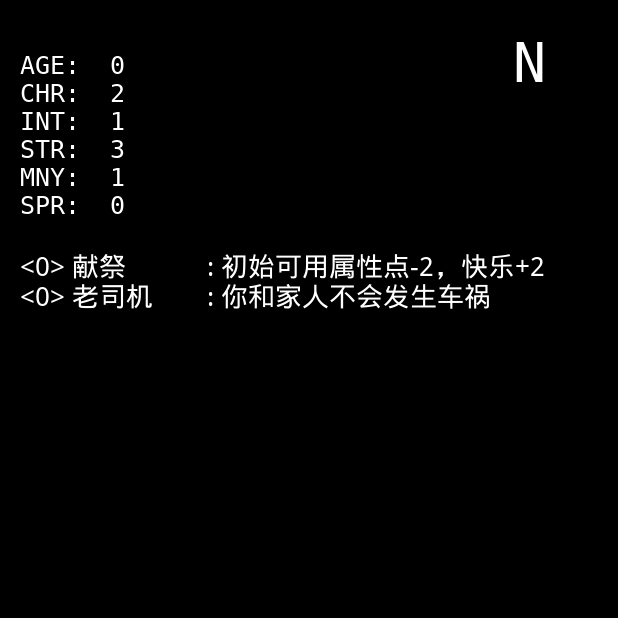 N
AGE: 0
CHR: 2
INT: 1
STR: 3
MNY: 1
SPR: 0
<O> 献祭 : 初始可用属性点-2，快乐+2
<O> 老司机 : 你和家人不会发生车祸